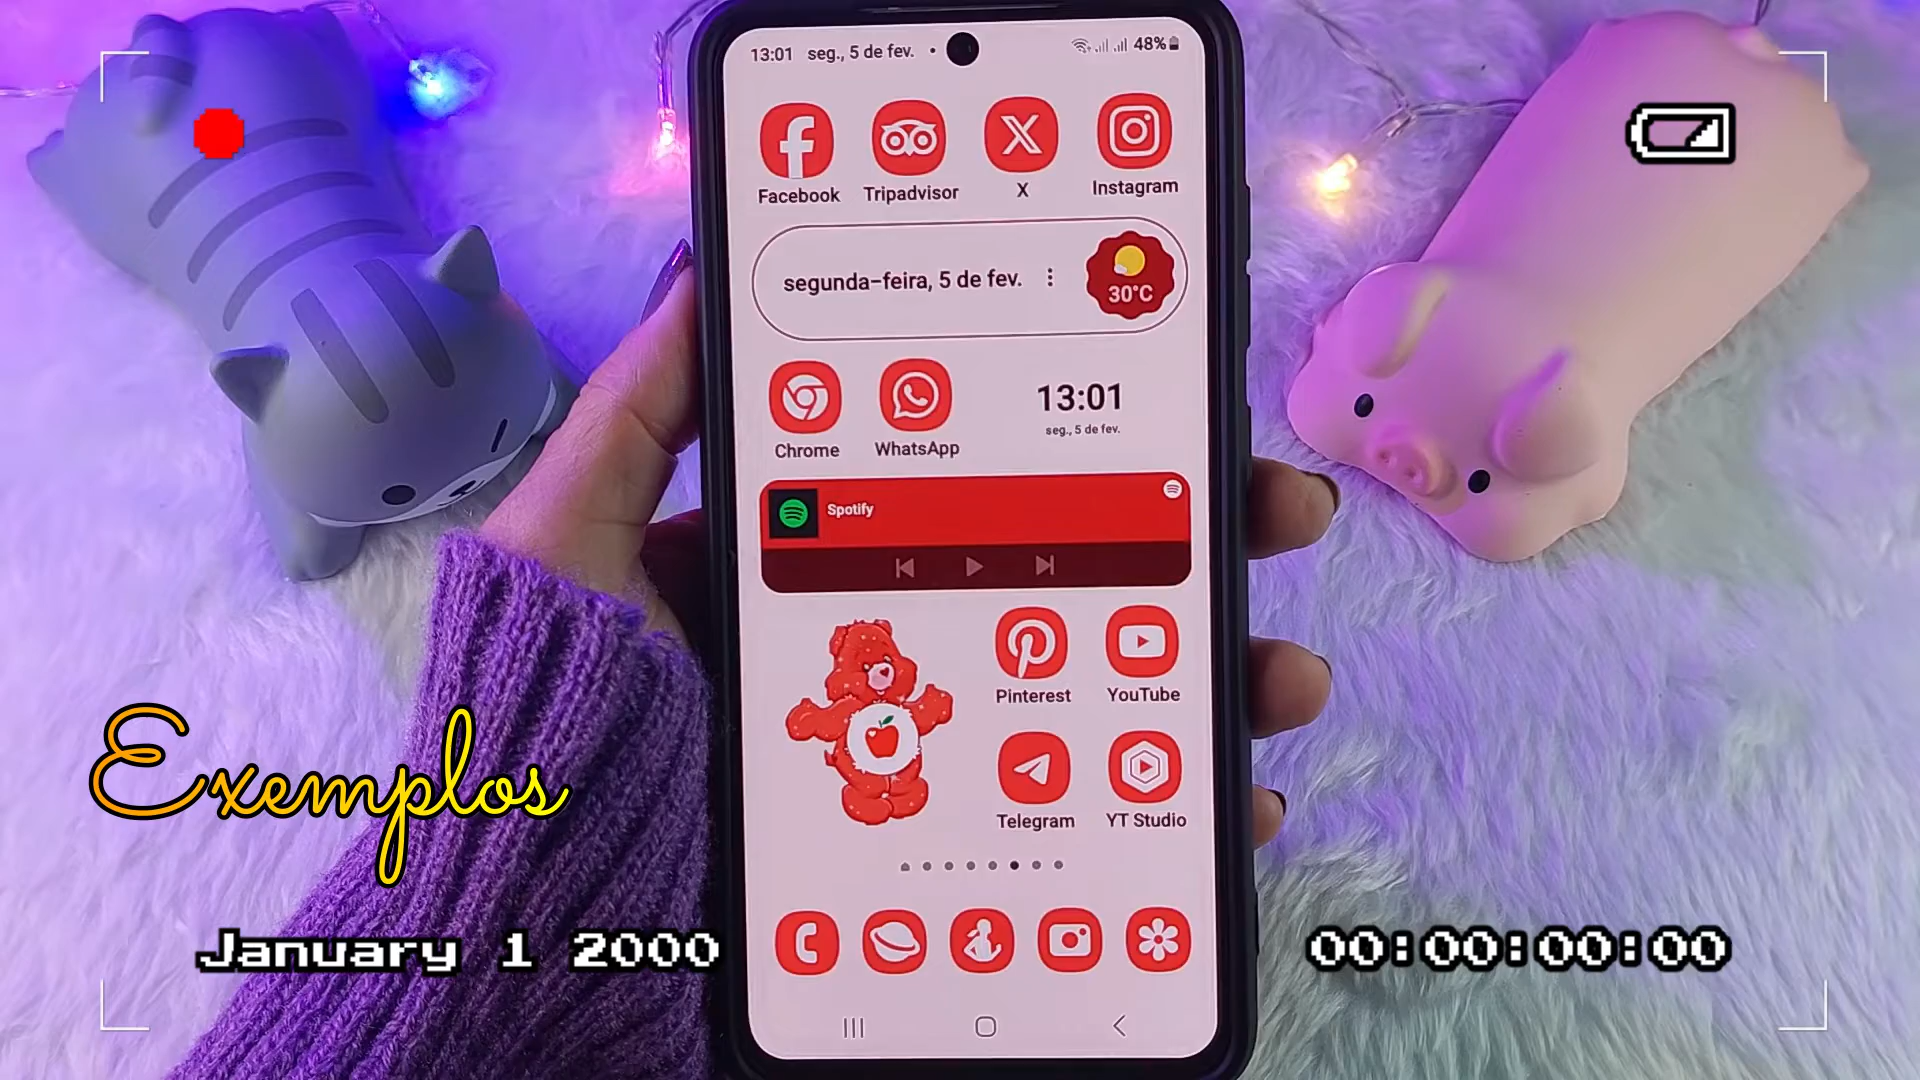 13:01 seg., 5 de fev. • 48%
Facebook Tripadvisor X Instagram
segunda-feira, 5 de fev.
30°C
Chrome WhatsApp
13:01
seg., 5 de fev.
Spotify
Pinterest YouTube
Telegram YT Studio
Exemplos
January 1 2000
00:00:00:00